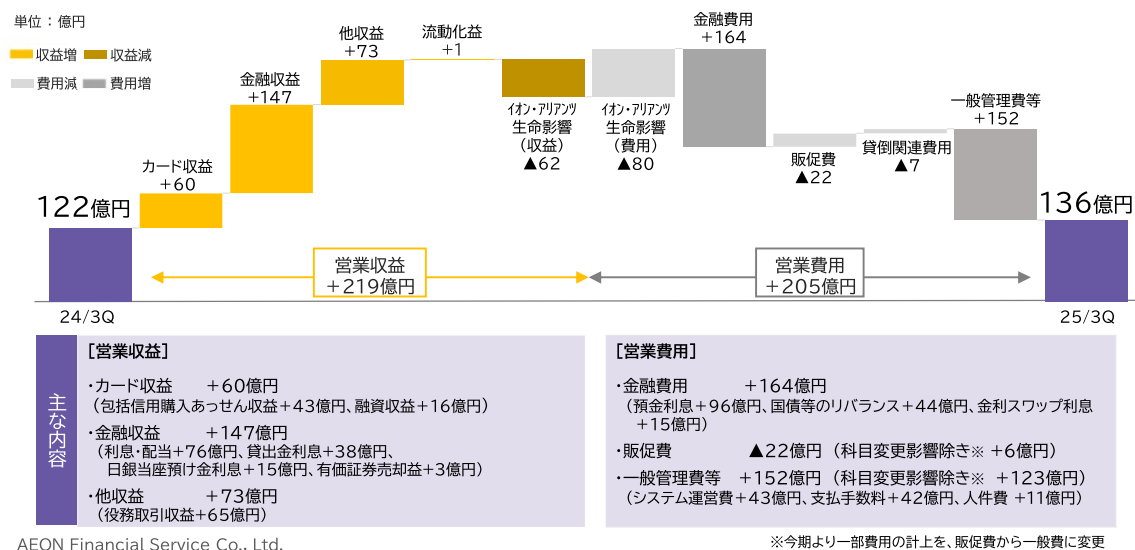 単位：億円
収益増 収益減
費用減 費用増
122億円
24/3Q
カード収益
+60
金融収益
+147
他収益
+73
流動化益
+1
イオン・アリアンツ
生命影響
（収益）
▲62
イオン・アリアンツ
生命影響
（費用）
▲80
金融費用
+164
販促費
▲22
貸倒関連費用
▲7
一般管理費等
+152
136億円
25/3Q
営業収益
+219億円
営業費用
+205億円
主な内容
［営業収益］
・カード収益 +60億円
（包括信用購入あっせん収益+43億円、融資収益+16億円）
・金融収益 +147億円
（利息・配当+76億円、貸出金利息+38億円、
日銀当座預け金利息+15億円、有価証券売却益+3億円）
・他収益 +73億円
（役務取引収益+65億円）
［営業費用］
・金融費用 +164億円
（預金利息+96億円、国債等のリバランス+44億円、金利スワップ利息
+15億円）
・販促費 ▲22億円（科目変更影響除き※ +6億円）
・一般管理費等 +152億円（科目変更影響除き※ +123億円）
（システム運営費+43億円、支払手数料+42億円、人件費 +11億円）
AEON Financial Service Co., Ltd.
※今期より一部費用の計上を、販促費から一般費に変更